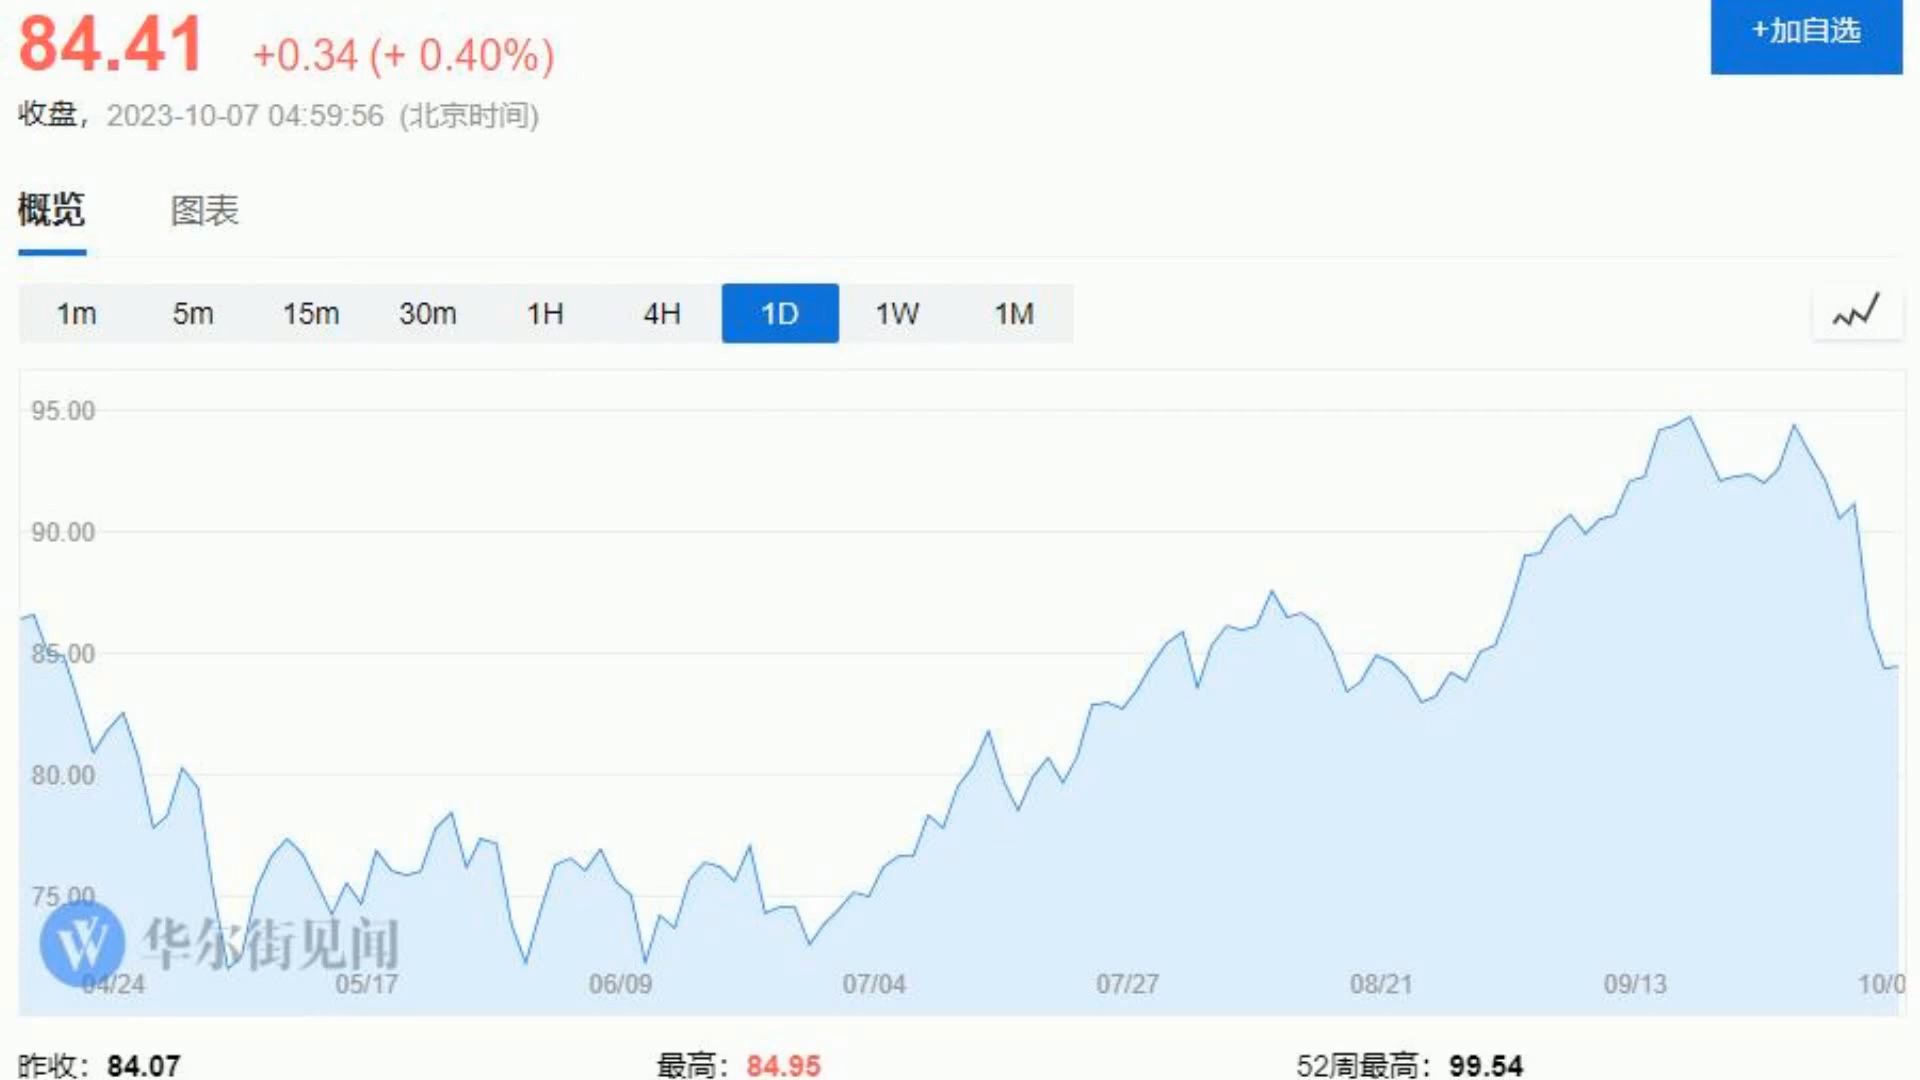 84.41 +0.34 (+ 0.40%)
+加自选
收盘，2023-10-07 04:59:56 (北京时间)
概览 图表
1m 5m 15m 30m 1H 4H 1D 1W 1M
95.00
90.00
85.00
80.00
75.00
华尔街见闻
04/24 05/17 06/09 07/04 07/27 08/21 09/13 10/0
昨收：84.07 最高：84.95 52周最高：99.54